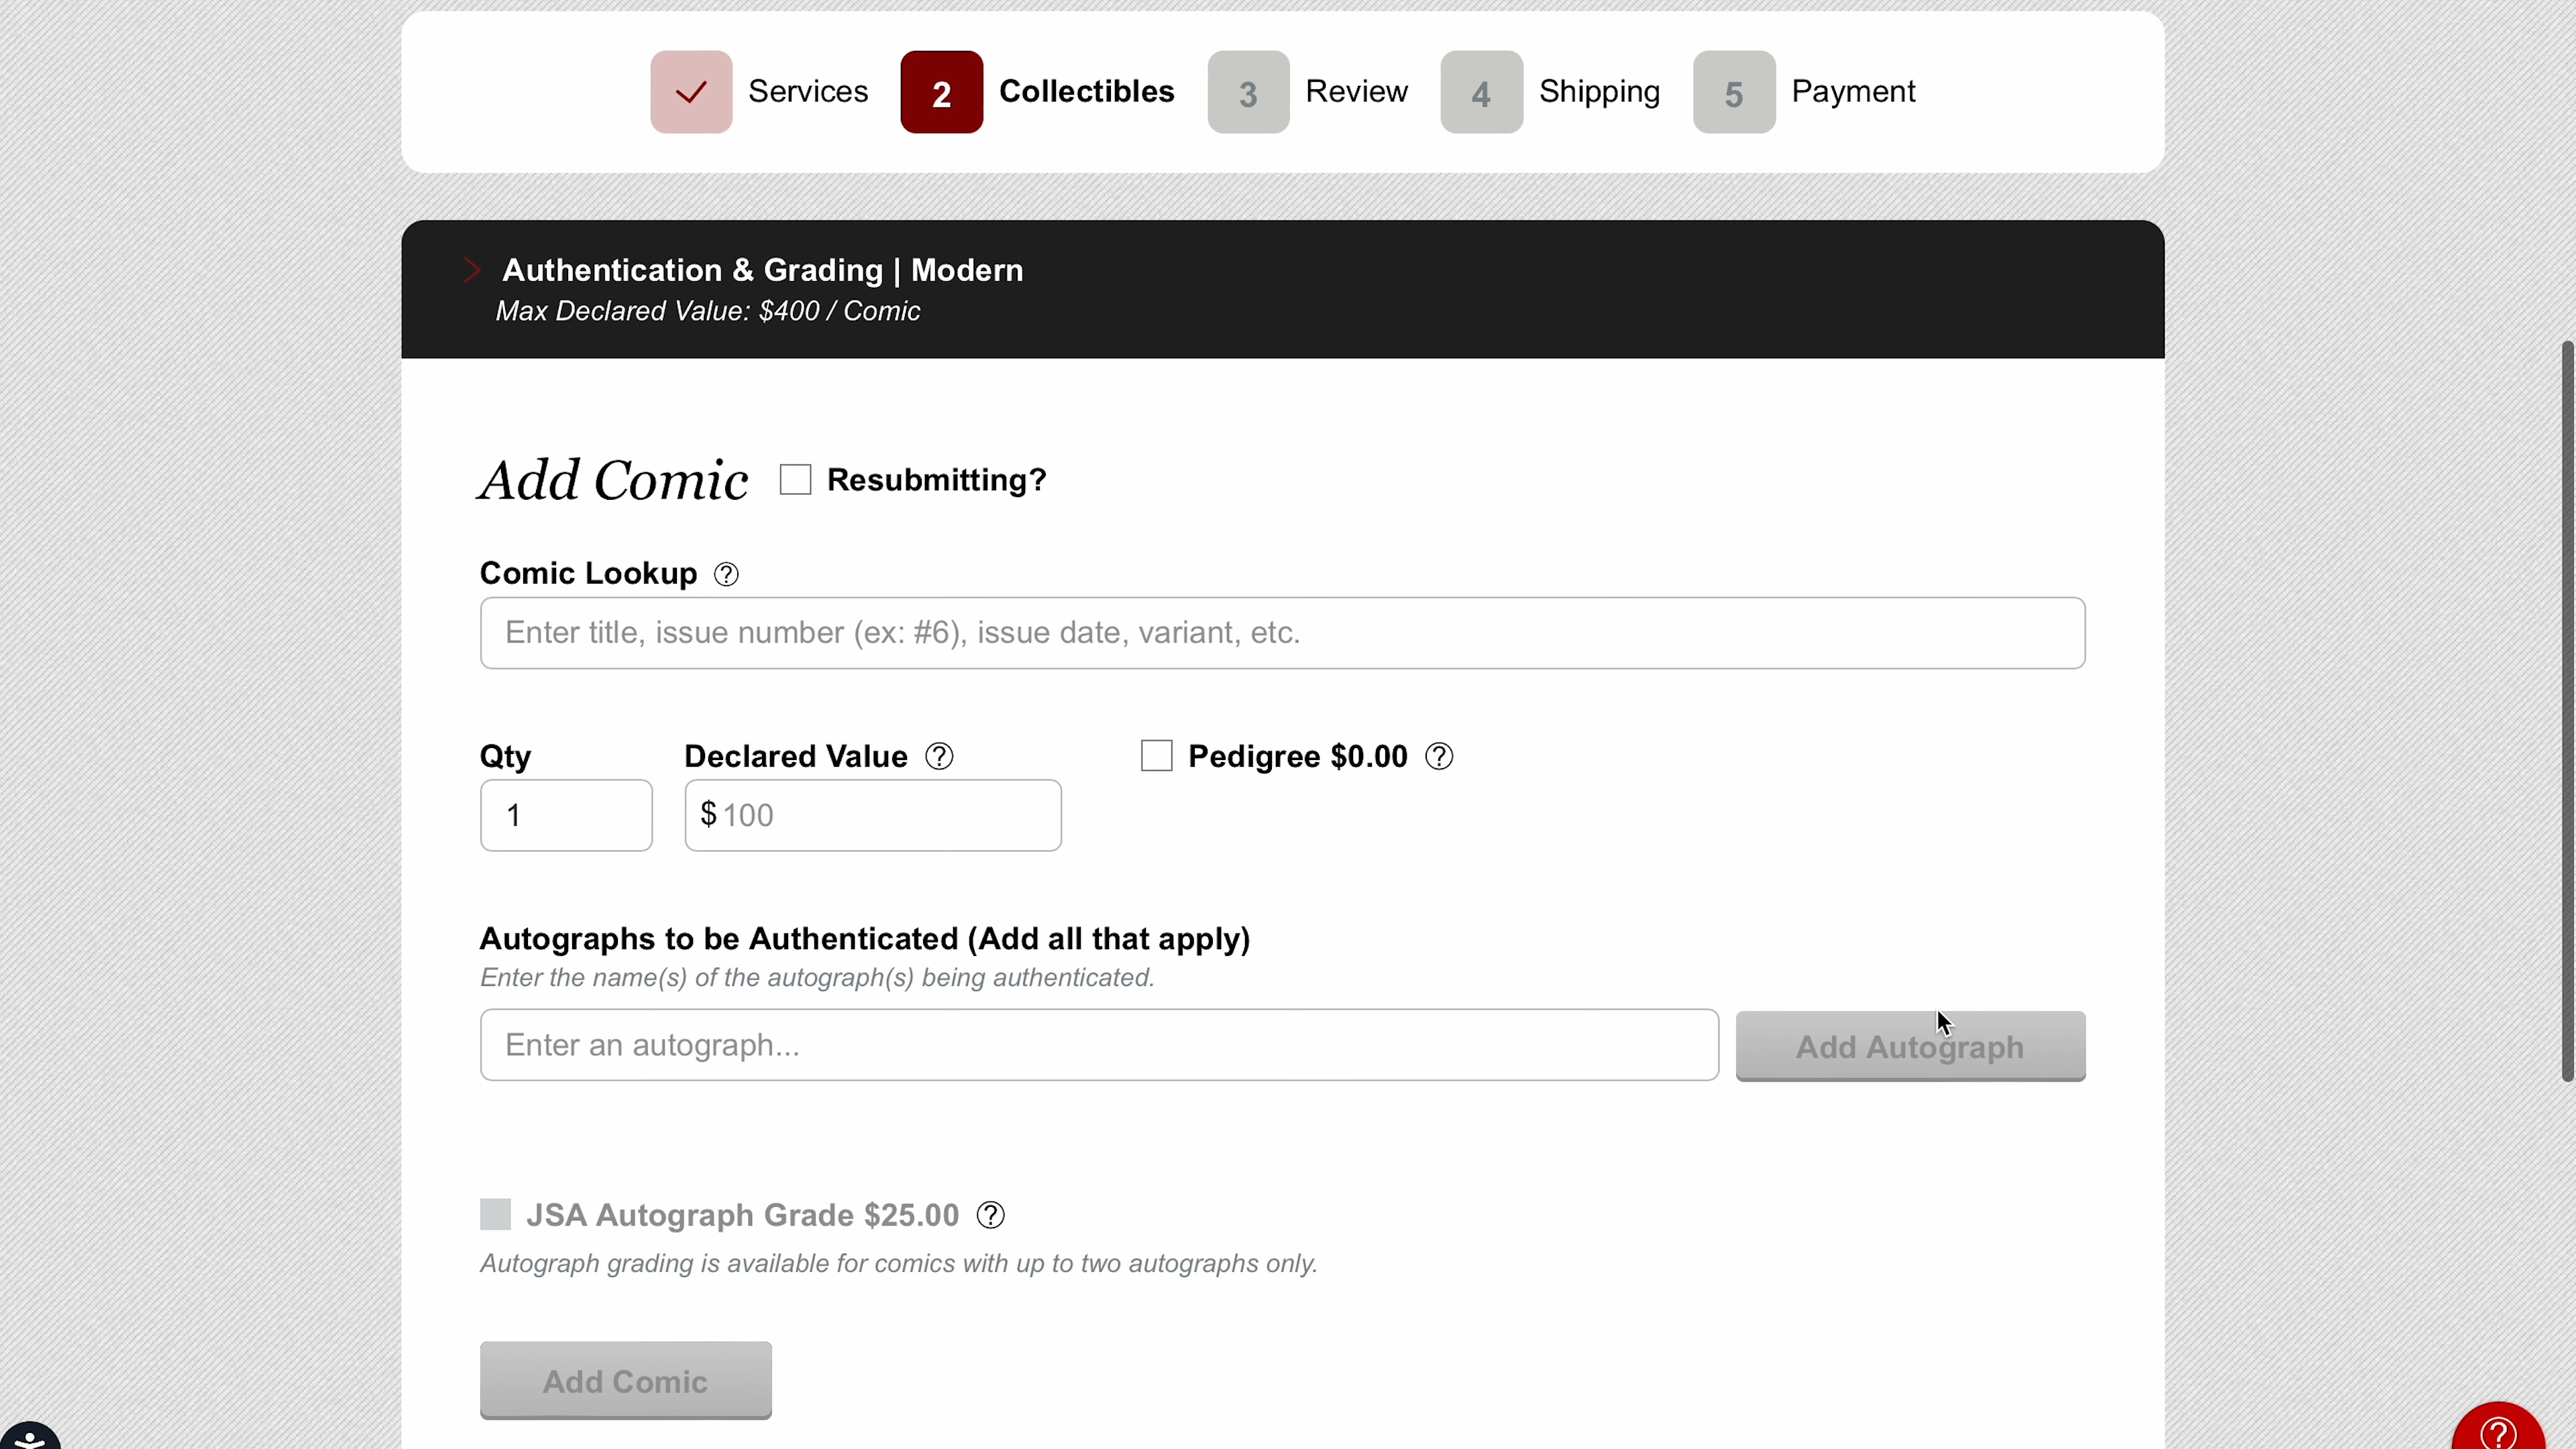 Services 2 Collectibles 3 Review 4 Shipping 5 Payment
Authentication & Grading | Modern
Max Declared Value: $400 / Comic
Add Comic Resubmitting?
Comic Lookup ?
Enter title, issue number (ex: #6), issue date, variant, etc.
Qty Declared Value ? Pedigree $0.00 ?
1 $ 100
Autographs to be Authenticated (Add all that apply)
Enter the name(s) of the autograph(s) being authenticated.
Enter an autograph... Add Autograph
JSA Autograph Grade $25.00 ?
Autograph grading is available for comics with up to two autographs only.
Add Comic
?